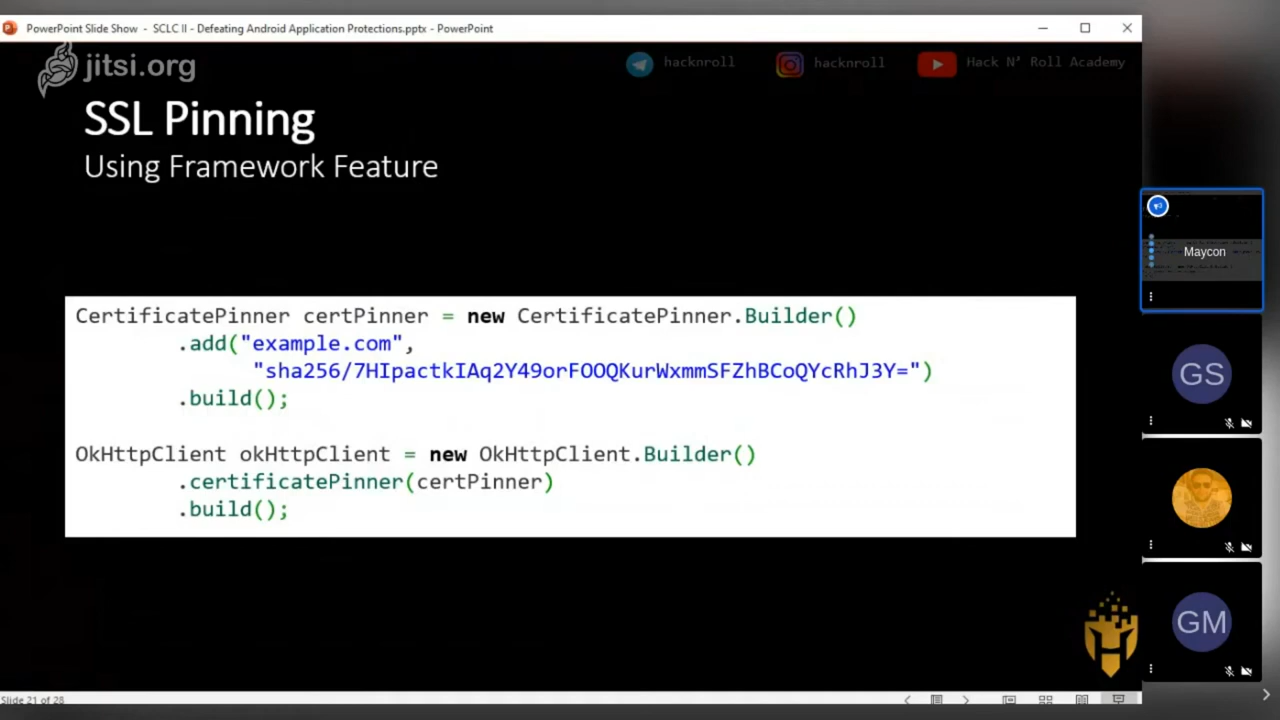 PowerPoint Slide Show - SCLC II - Defeating Android Application Protections.pptx - PowerPoint
jitsi.org
hacknroll
hacknroll
Hack N' Roll Academy
SSL Pinning
Using Framework Feature
CertificatePinner certPinner = new CertificatePinner.Builder()
.add("example.com",
"sha256/7HIpactkIAq2Y49orFOOQKurWxmmSFZhBCoQYcRhJ3Y=")
.build();
OkHttpClient okHttpClient = new OkHttpClient.Builder()
.certificatePinner(certPinner)
.build();
Maycon
GS
GM
Slide 21 of 28